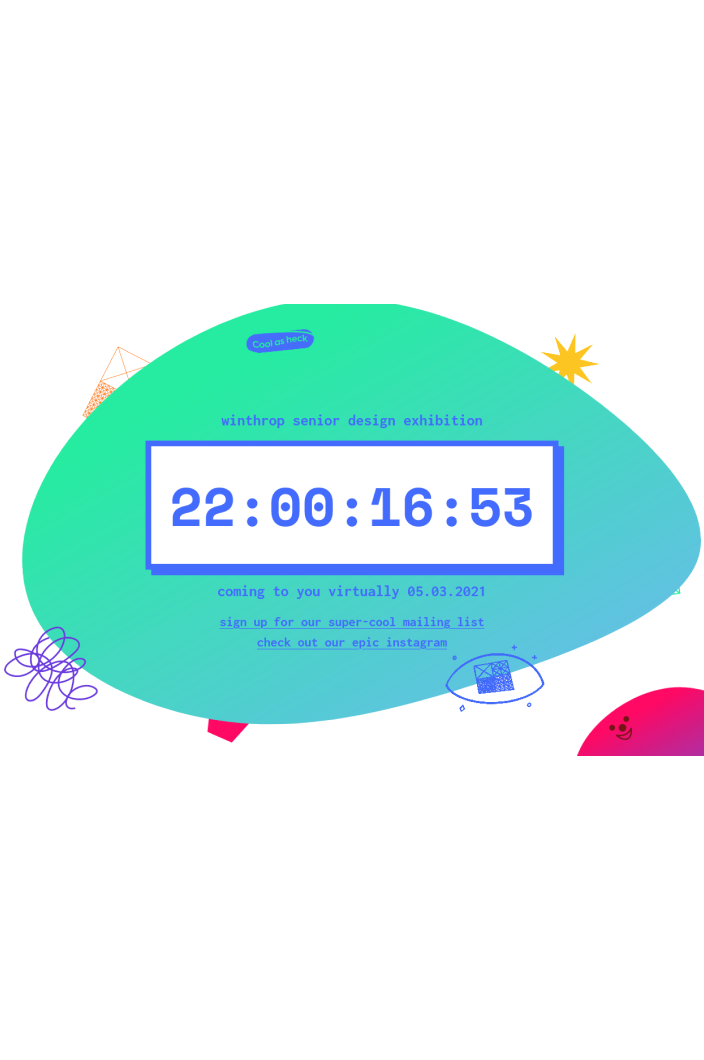 Cool as heck
winthrop senior design exhibition
22:00:16:53
coming to you virtually 05.03.2021
sign up for our super-cool mailing list
check out our epic instagram